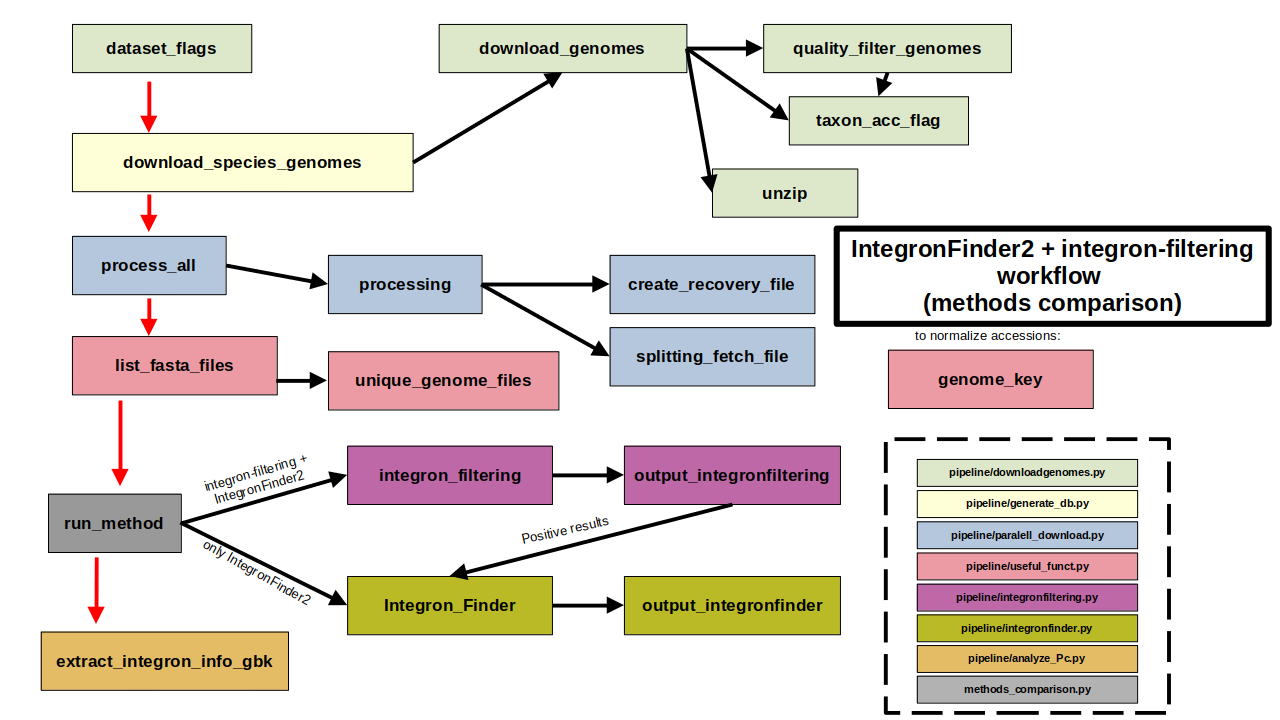 dataset_flags
download_genomes
quality_filter_genomes
taxon_acc_flag
download_species_genomes
unzip
IntegronFinder2 + integron-filtering
workflow
(methods comparison)
process_all
processing
create_recovery_file
splitting_fetch_file
to normalize accessions:
genome_key
list_fasta_files
unique_genome_files
integron-filtering +
IntegronFinder2
integron_filtering
output_integronfiltering
run_method
Positive results
only IntegronFinder2
Integron_Finder
output_integronfinder
extract_integron_info_gbk
pipeline/downloadgenomes.py
pipeline/generate_db.py
pipeline/paralell_download.py
pipeline/useful_funct.py
pipeline/integronfiltering.py
pipeline/integronfinder.py
pipeline/analyze_Pc.py
methods_comparison.py